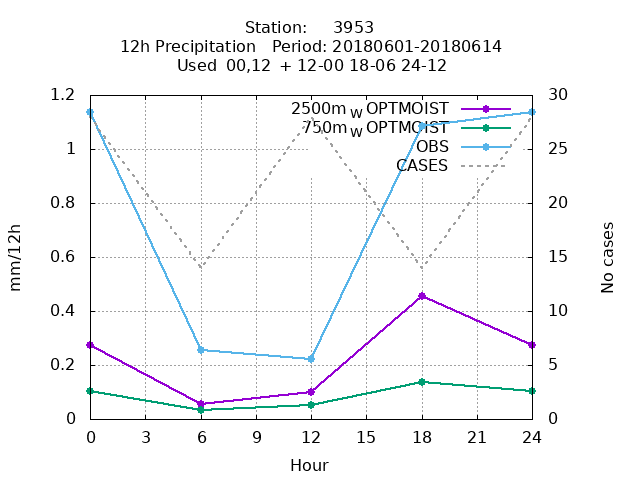 Station: 3953
12h Precipitation Period: 20180601-20180614
Used 00,12 + 12-00 18-06 24-12
1.2
1
0.8
0.6
0.4
0.2
0
mm/12h
2500m w OPTMOIST
750m w OPTMOIST
OBS
CASES
30
25
20
15
10
5
0
No cases
0 3 6 9 12 15 18 21 24
Hour